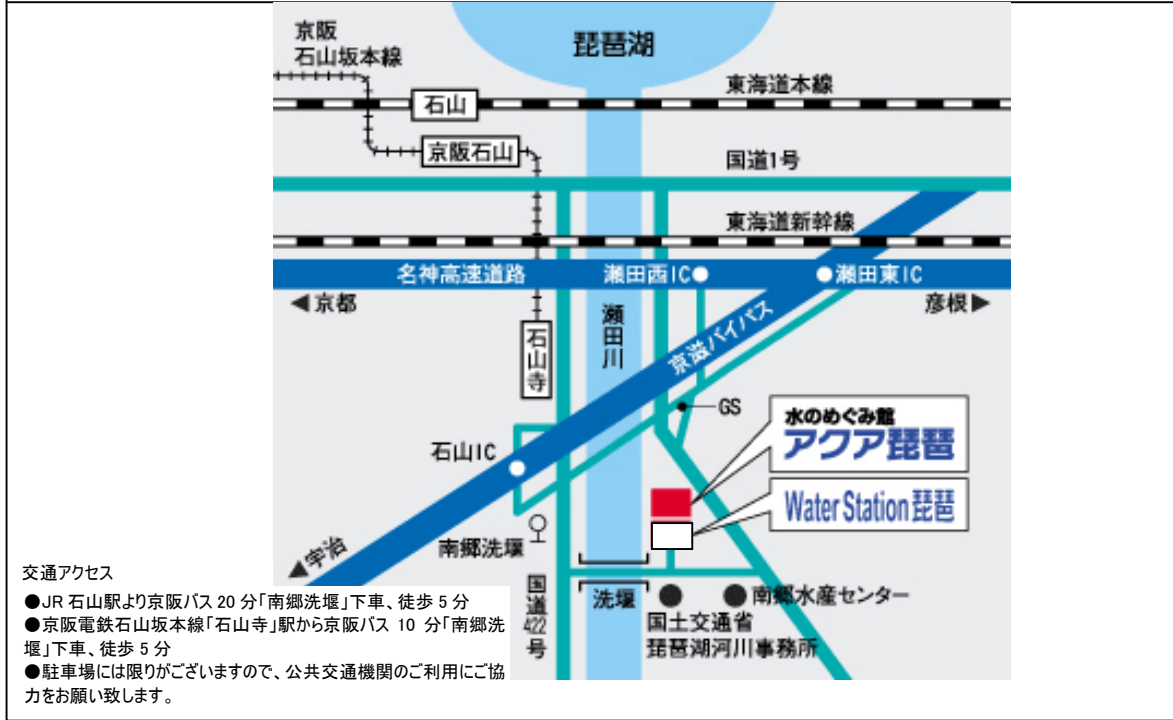 京阪
石山坂本線
琵琶湖
東海道本線
石山
京阪石山
国道1号
東海道新幹線
名神高速道路
瀬田西IC
瀬田東IC
◀京都
彦根▶
瀬田川
京滋バイパス
石山寺
GS
水のめぐみ館
アクア琵琶
石山IC
Water Station琵琶
南郷洗堰
◀宇治
国道422号
洗堰
南郷水産センター
国土交通省
琵琶湖河川事務所
交通アクセス
●JR 石山駅より京阪バス 20 分「南郷洗堰」下車、徒歩 5 分
●京阪電鉄石山坂本線「石山寺」駅から京阪バス 10 分「南郷洗
堰」下車、徒歩 5 分
●駐車場には限りがございますので、公共交通機関のご利用にご協
力をお願い致します。